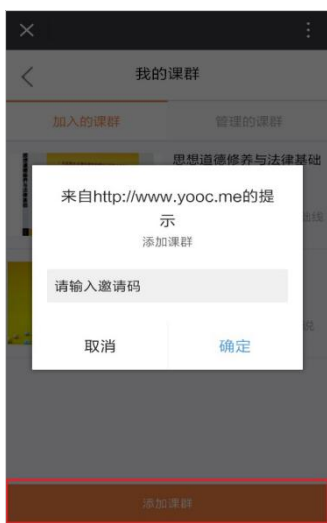 我的课群
加入的课群
管理的课群
思想道德修养与法律基础
来自http://www.yooc.me的提
示
添加课群
请输入邀请码
取消
确定
说
添加课群